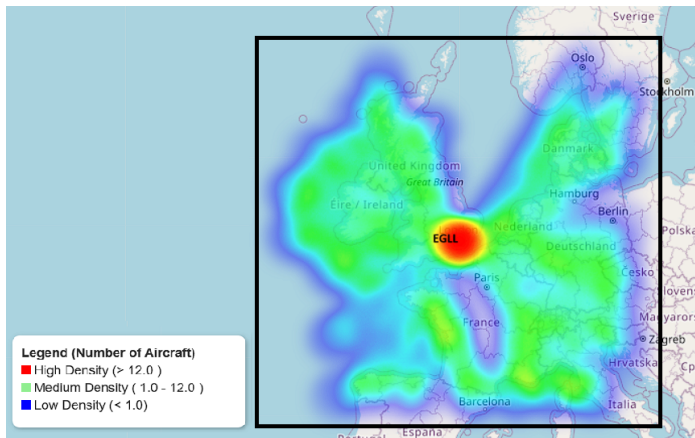 Sverige
Oslo
Stockholm
Danmark
United Kingdom
Great Britain
Hamburg
Éire / Ireland
Berlin
Nederland
EGLL
Polska
Deutschland
Paris
Česko
Slovens
Magyarors
France
Zagreb
Legend (Number of Aircraft)
High Density (> 12.0 )
Medium Density ( 1.0 - 12.0 )
Low Density (< 1.0)
Hrvatska
Barcelona
Italia
España
Portugal